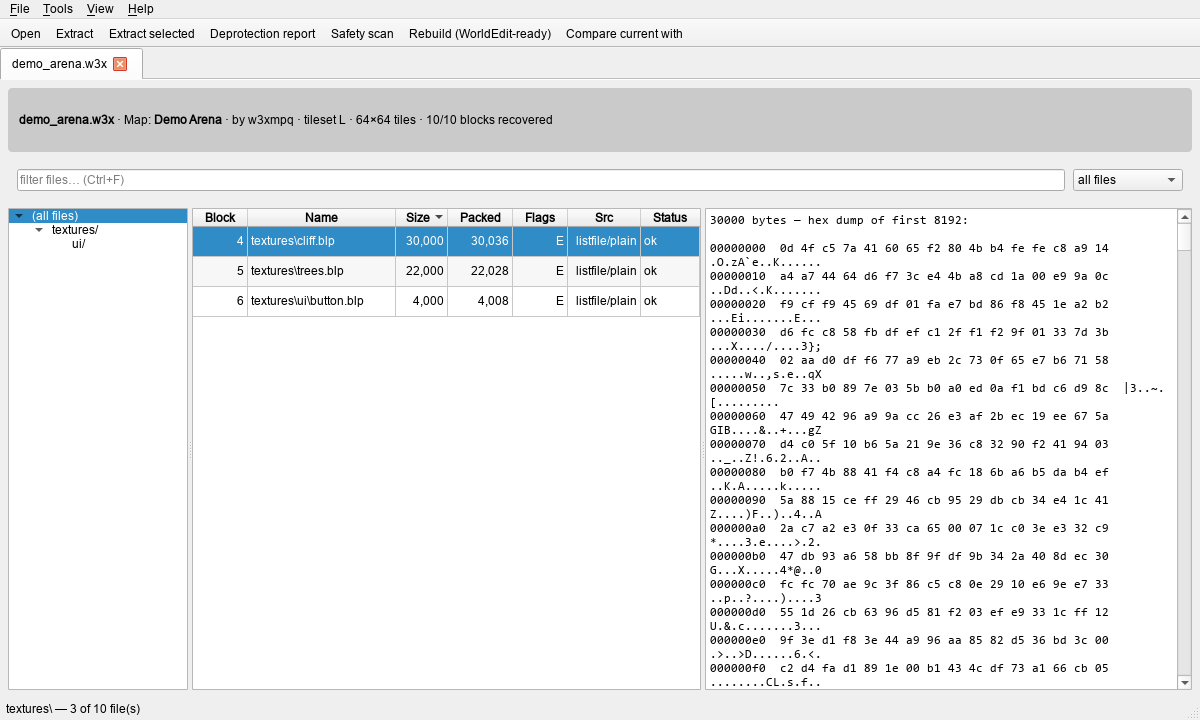 File Tools View Help
Open Extract Extract selected Deprotection report Safety scan Rebuild (WorldEdit-ready) Compare current with
demo_arena.w3x
demo_arena.w3x · Map: Demo Arena · by w3xmpq · tileset L · 64×64 tiles · 10/10 blocks recovered
filter files… (Ctrl+F) all files
(all files)
textures/
ui/
Block Name Size Packed Flags Src Status
4 textures\cliff.blp 30,000 30,036 E listfile/plain ok
5 textures\trees.blp 22,000 22,028 E listfile/plain ok
6 textures\ui\button.blp 4,000 4,008 E listfile/plain ok
30000 bytes — hex dump of first 8192:
00000000  0d 4f c5 7a 41 60 65 f2 80 4b b4 fe fe c8 a9 14
.O.zA`e..K......
00000010  a4 a7 44 64 d6 f7 3c e4 4b a8 cd 1a 00 e9 9a 0c
..Dd..<.K.......
00000020  f9 cf f9 45 69 df 01 fa e7 bd 86 f8 45 1e a2 b2
...Ei.......E...
00000030  d6 fc c8 58 fb df ef c1 2f f1 f2 9f 01 33 7d 3b
...X..../....3};
00000040  02 aa d0 df f6 77 a9 eb 2c 73 0f 65 e7 b6 71 58
.....w..,s.e..qX
00000050  7c 33 b0 89 7e 03 5b b0 a0 ed 0a f1 bd c6 d9 8c  |3..~.
[.........
00000060  47 49 42 96 a9 9a cc 26 e3 af 2b ec 19 ee 67 5a
GIB....&..+...gZ
00000070  d4 c0 5f 10 b6 5a 21 9e 36 c8 32 90 f2 41 94 03
.._..Z!.6.2..A..
00000080  b0 f7 4b 88 41 f4 c8 a4 fc 18 6b a6 b5 da b4 ef
..K.A.....k.....
00000090  5a 88 15 ce ff 29 46 cb 95 29 db cb 34 e4 1c 41
Z....)F..)..4..A
000000a0  2a c7 a2 e3 0f 33 ca 65 00 07 1c c0 3e e3 32 c9
*....3.e....>.2.
000000b0  47 db 93 a6 58 bb 8f 9f df 9b 34 2a 40 8d ec 30
G...X.....4*@..0
000000c0  fc fc 70 ae 9c 3f 86 c5 c8 0e 29 10 e6 9e e7 33
..p..?....)....3
000000d0  55 1d 26 cb 63 96 d5 81 f2 03 ef e9 33 1c ff 12
U.&.c.......3...
000000e0  9f 3e d1 f8 3e 44 a9 96 aa 85 82 d5 36 bd 3c 00
.>..>D......6.<.
000000f0  c2 d4 fa d1 89 1e 00 b1 43 4c df 73 a1 66 cb 05
........CL.s.f..
textures\ — 3 of 10 file(s)